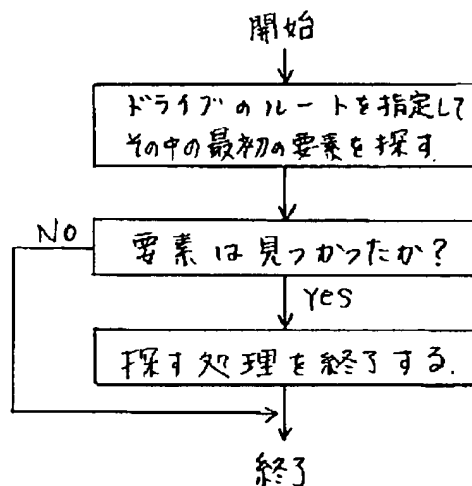 開始
ドライブのルートを指定して
その中の最初の要素を探す.
要素は見つかったか?
No
yes
探す処理を終了する.
終了